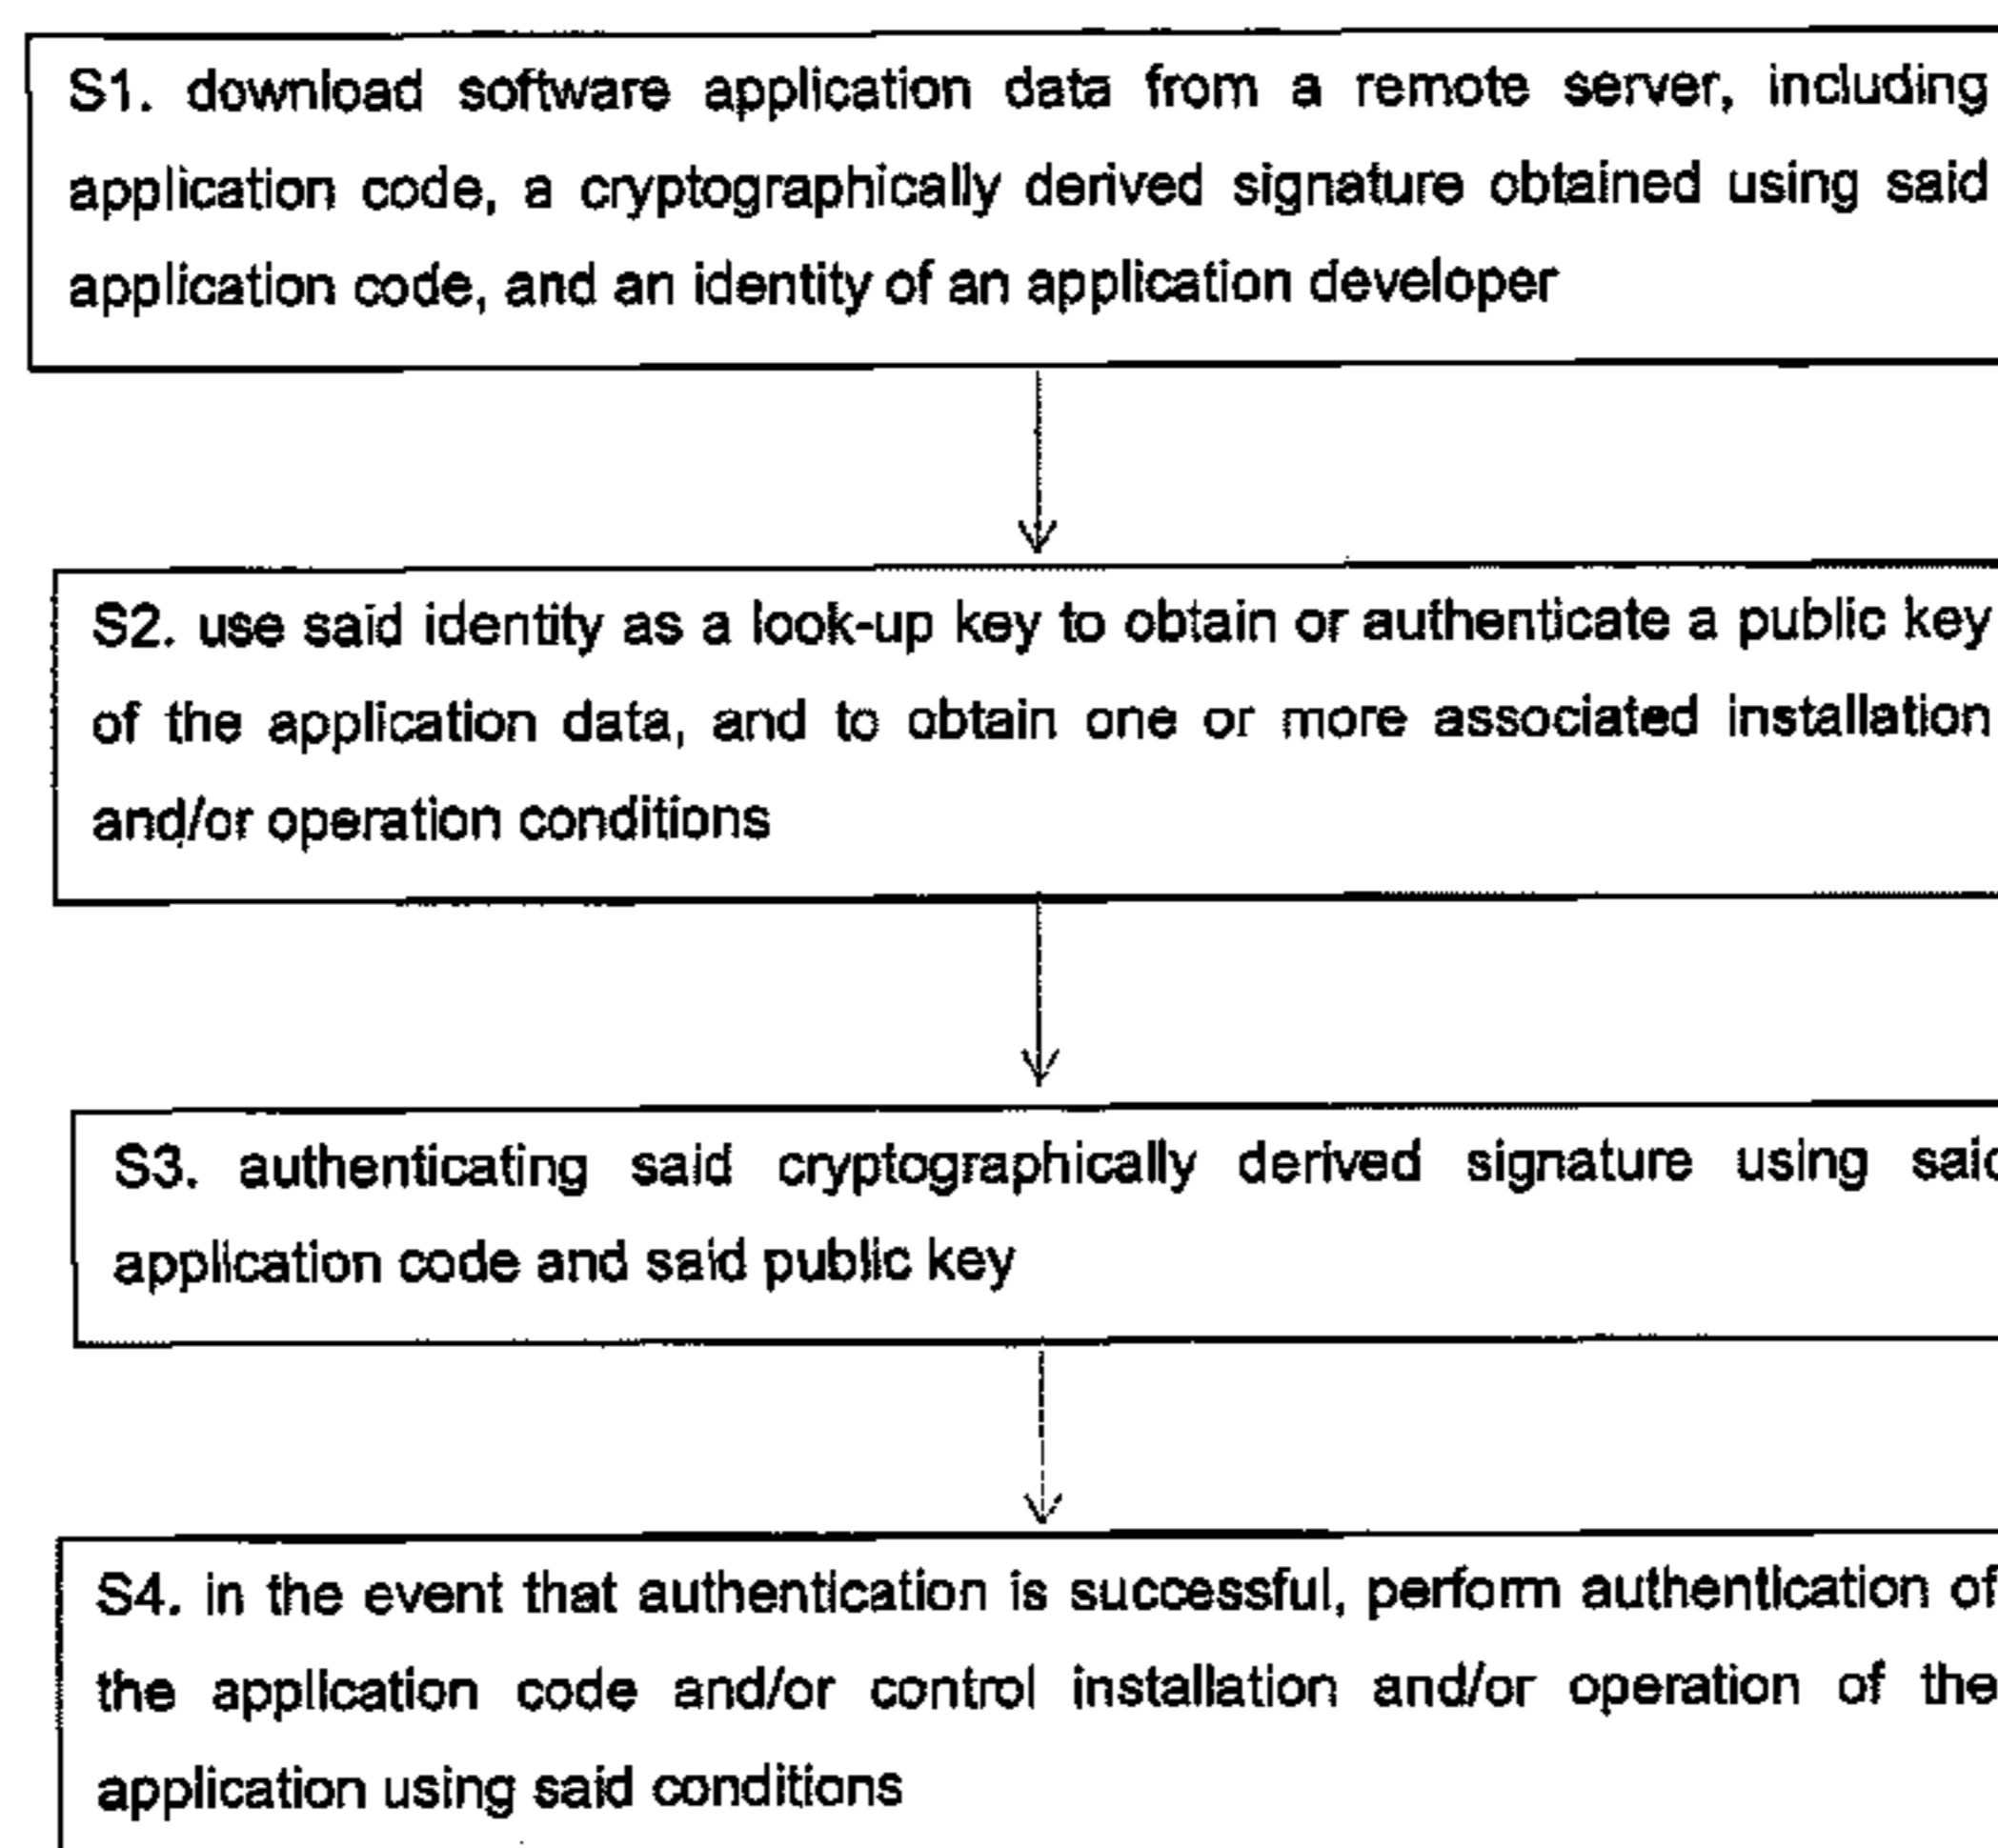 S1. download software application data from a remote server, including
application code, a cryptographically derived signature obtained using said
application code, and an identity of an application developer
S2. use said identity as a look-up key to obtain or authenticate a public key
of the application data, and to obtain one or more associated installation
and/or operation conditions
S3. authenticating said cryptographically derived signature using said
application code and said public key
S4. in the event that authentication is successful, perform authentication of
the application code and/or control installation and/or operation of the
application using said conditions